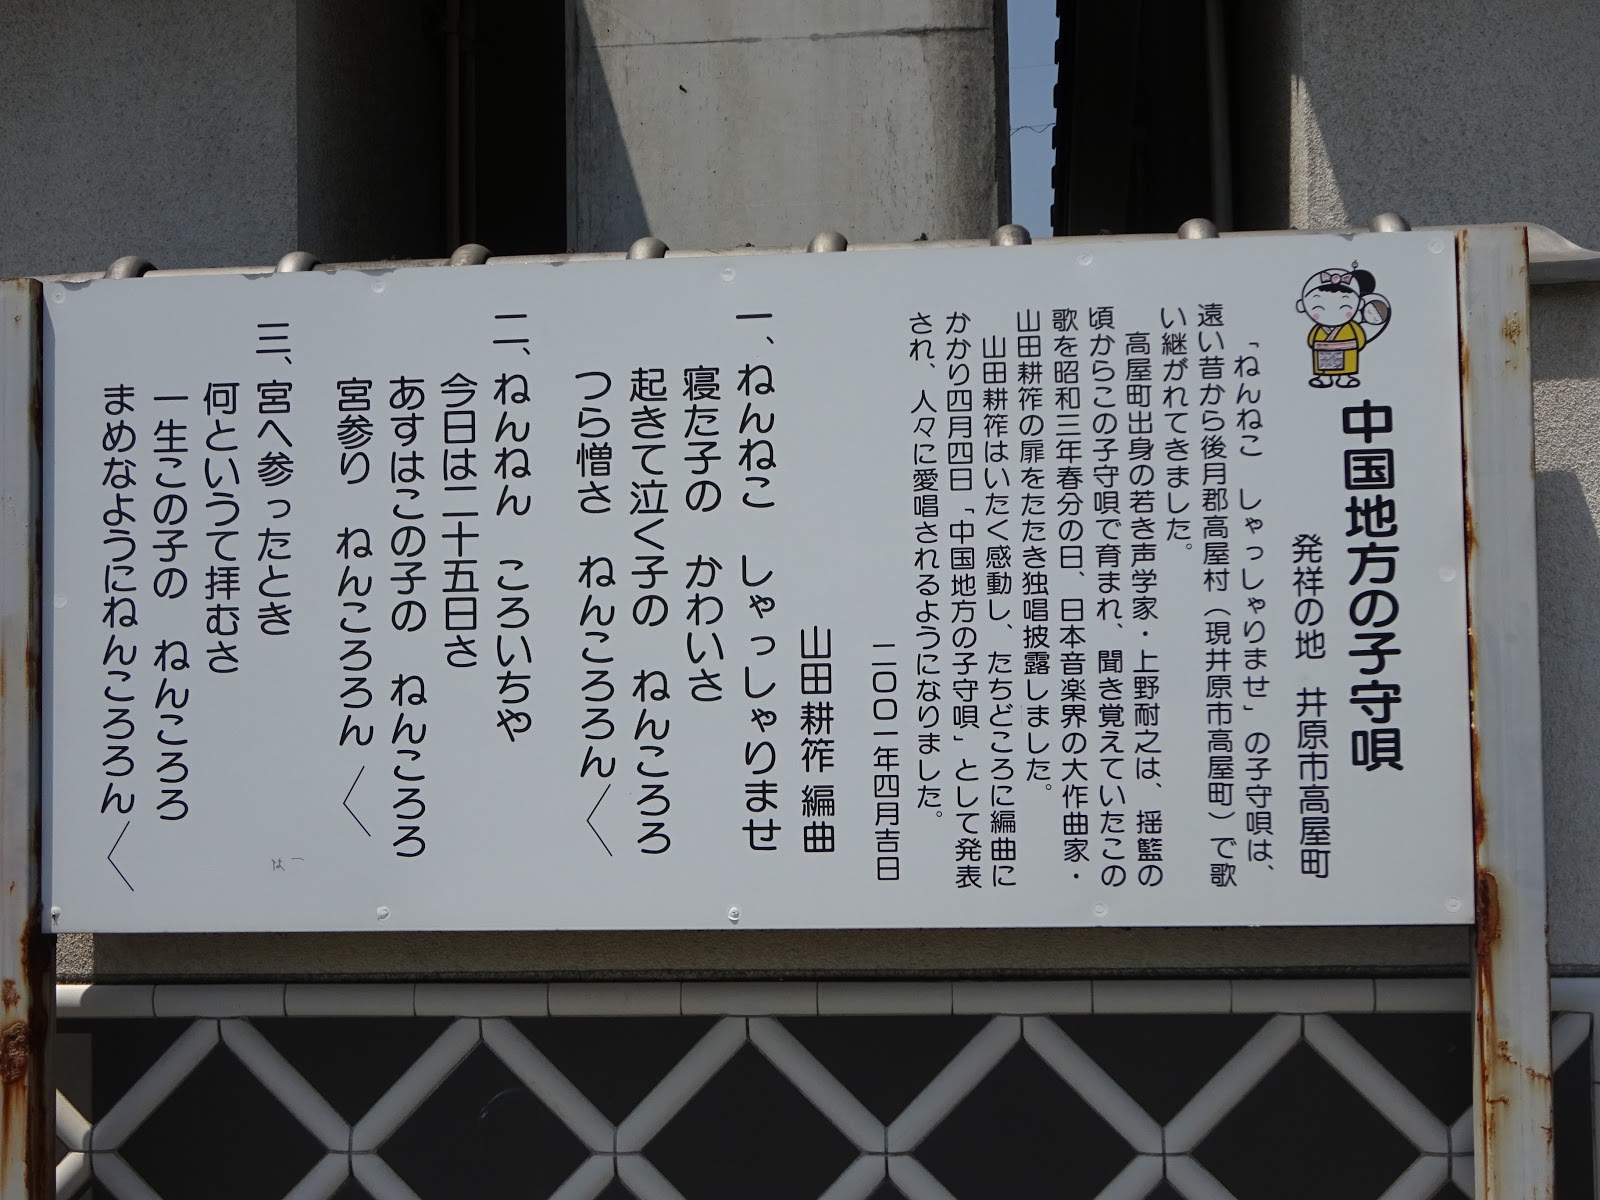 中国地方の子守唄
発祥の地　井原市高屋町
「ねんねこ　しゃっしゃりませ」の子守唄は、
遠い昔から後月郡高屋村（現井原市高屋町）で歌
い継がれてきました。
高屋町出身の若き声学家・上野耐之は、揺籃の
頃からこの子守唄で育まれ、聞き覚えていたこの
歌を昭和三年春分の日、日本音楽界の大作曲家・
山田耕筰の扉をたたき独唱披露しました。
山田耕筰はいたく感動し、たちどころに編曲に
かかり四月四日「中国地方の子守唄」として発表
され、人々に愛唱されるようになりました。
二〇〇一年四月吉日
山田耕筰 編曲
一、ねんねこ　しゃっしゃりませ
寝た子の　かわいさ
起きて泣く子の　ねんころろ
つら憎さ　ねんころろん〱
二、ねんねん　ころいちや
今日は二十五日さ
あすはこの子の　ねんころろ
宮参り　ねんころろん〱
三、宮へ参ったとき
何というて拝むさ
一生この子の　ねんころろ
まめなようにねんころろん〱